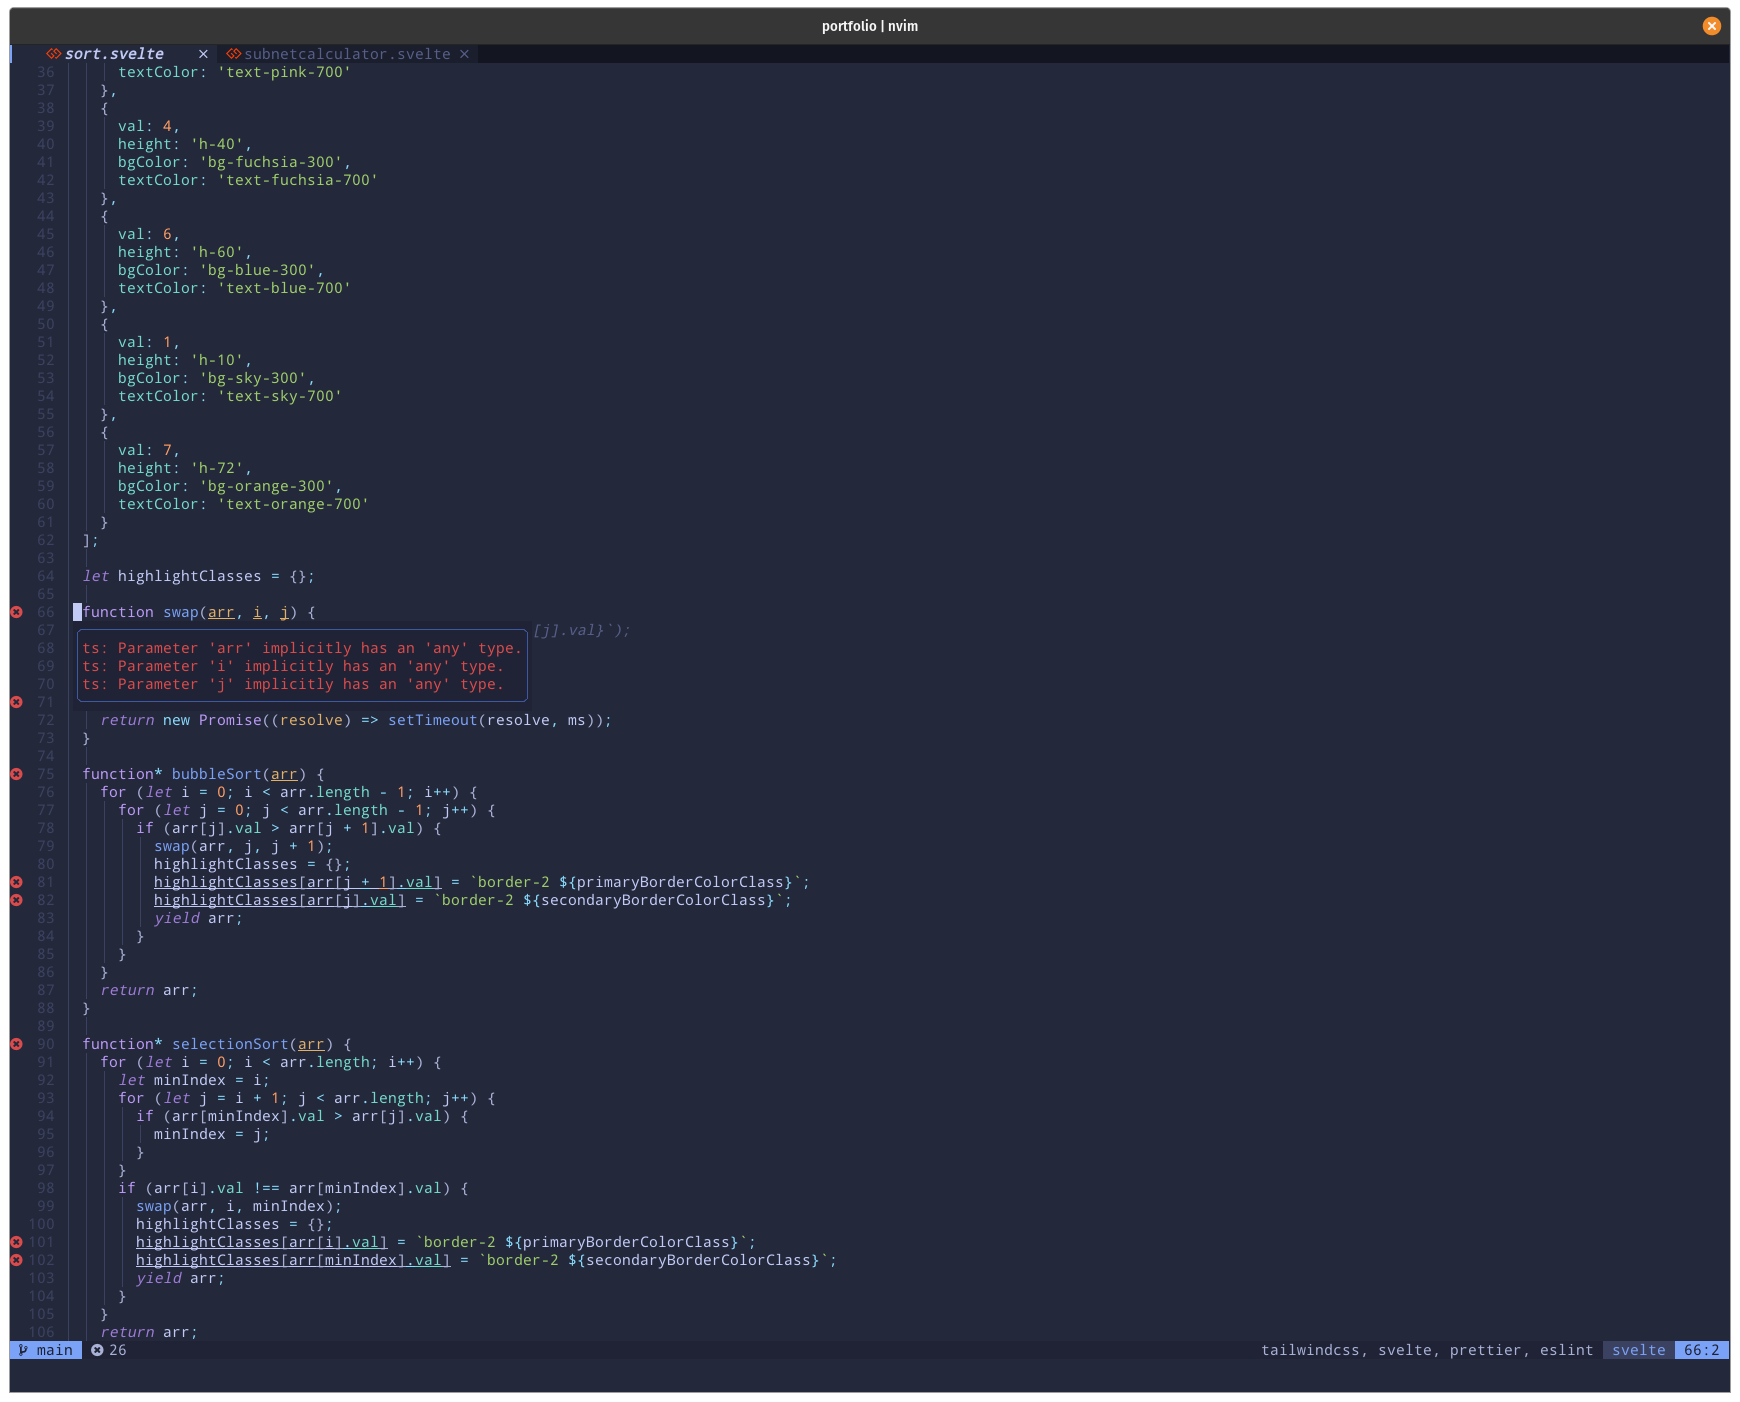 portfolio | nvim
sort.svelte × subnetcalculator.svelte ×
36 textColor: 'text-pink-700'
37 },
38 {
39 val: 4,
40 height: 'h-40',
41 bgColor: 'bg-fuchsia-300',
42 textColor: 'text-fuchsia-700'
43 },
44 {
45 val: 6,
46 height: 'h-60',
47 bgColor: 'bg-blue-300',
48 textColor: 'text-blue-700'
49 },
50 {
51 val: 1,
52 height: 'h-10',
53 bgColor: 'bg-sky-300',
54 textColor: 'text-sky-700'
55 },
56 {
57 val: 7,
58 height: 'h-72',
59 bgColor: 'bg-orange-300',
60 textColor: 'text-orange-700'
61 }
62 ];
63
64 let highlightClasses = {};
65
66 function swap(arr, i, j) {
67 [j].val}`);
68 ts: Parameter 'arr' implicitly has an 'any' type.
69 ts: Parameter 'i' implicitly has an 'any' type.
70 ts: Parameter 'j' implicitly has an 'any' type.
71
72 return new Promise((resolve) => setTimeout(resolve, ms));
73 }
74
75 function* bubbleSort(arr) {
76 for (let i = 0; i < arr.length - 1; i++) {
77 for (let j = 0; j < arr.length - 1; j++) {
78 if (arr[j].val > arr[j + 1].val) {
79 swap(arr, j, j + 1);
80 highlightClasses = {};
81 highlightClasses[arr[j + 1].val] = `border-2 ${primaryBorderColorClass}`;
82 highlightClasses[arr[j].val] = `border-2 ${secondaryBorderColorClass}`;
83 yield arr;
84 }
85 }
86 }
87 return arr;
88 }
89
90 function* selectionSort(arr) {
91 for (let i = 0; i < arr.length; i++) {
92 let minIndex = i;
93 for (let j = i + 1; j < arr.length; j++) {
94 if (arr[minIndex].val > arr[j].val) {
95 minIndex = j;
96 }
97 }
98 if (arr[i].val !== arr[minIndex].val) {
99 swap(arr, i, minIndex);
100 highlightClasses = {};
101 highlightClasses[arr[i].val] = `border-2 ${primaryBorderColorClass}`;
102 highlightClasses[arr[minIndex].val] = `border-2 ${secondaryBorderColorClass}`;
103 yield arr;
104 }
105 }
106 return arr;
main 26 tailwindcss, svelte, prettier, eslint svelte 66:2